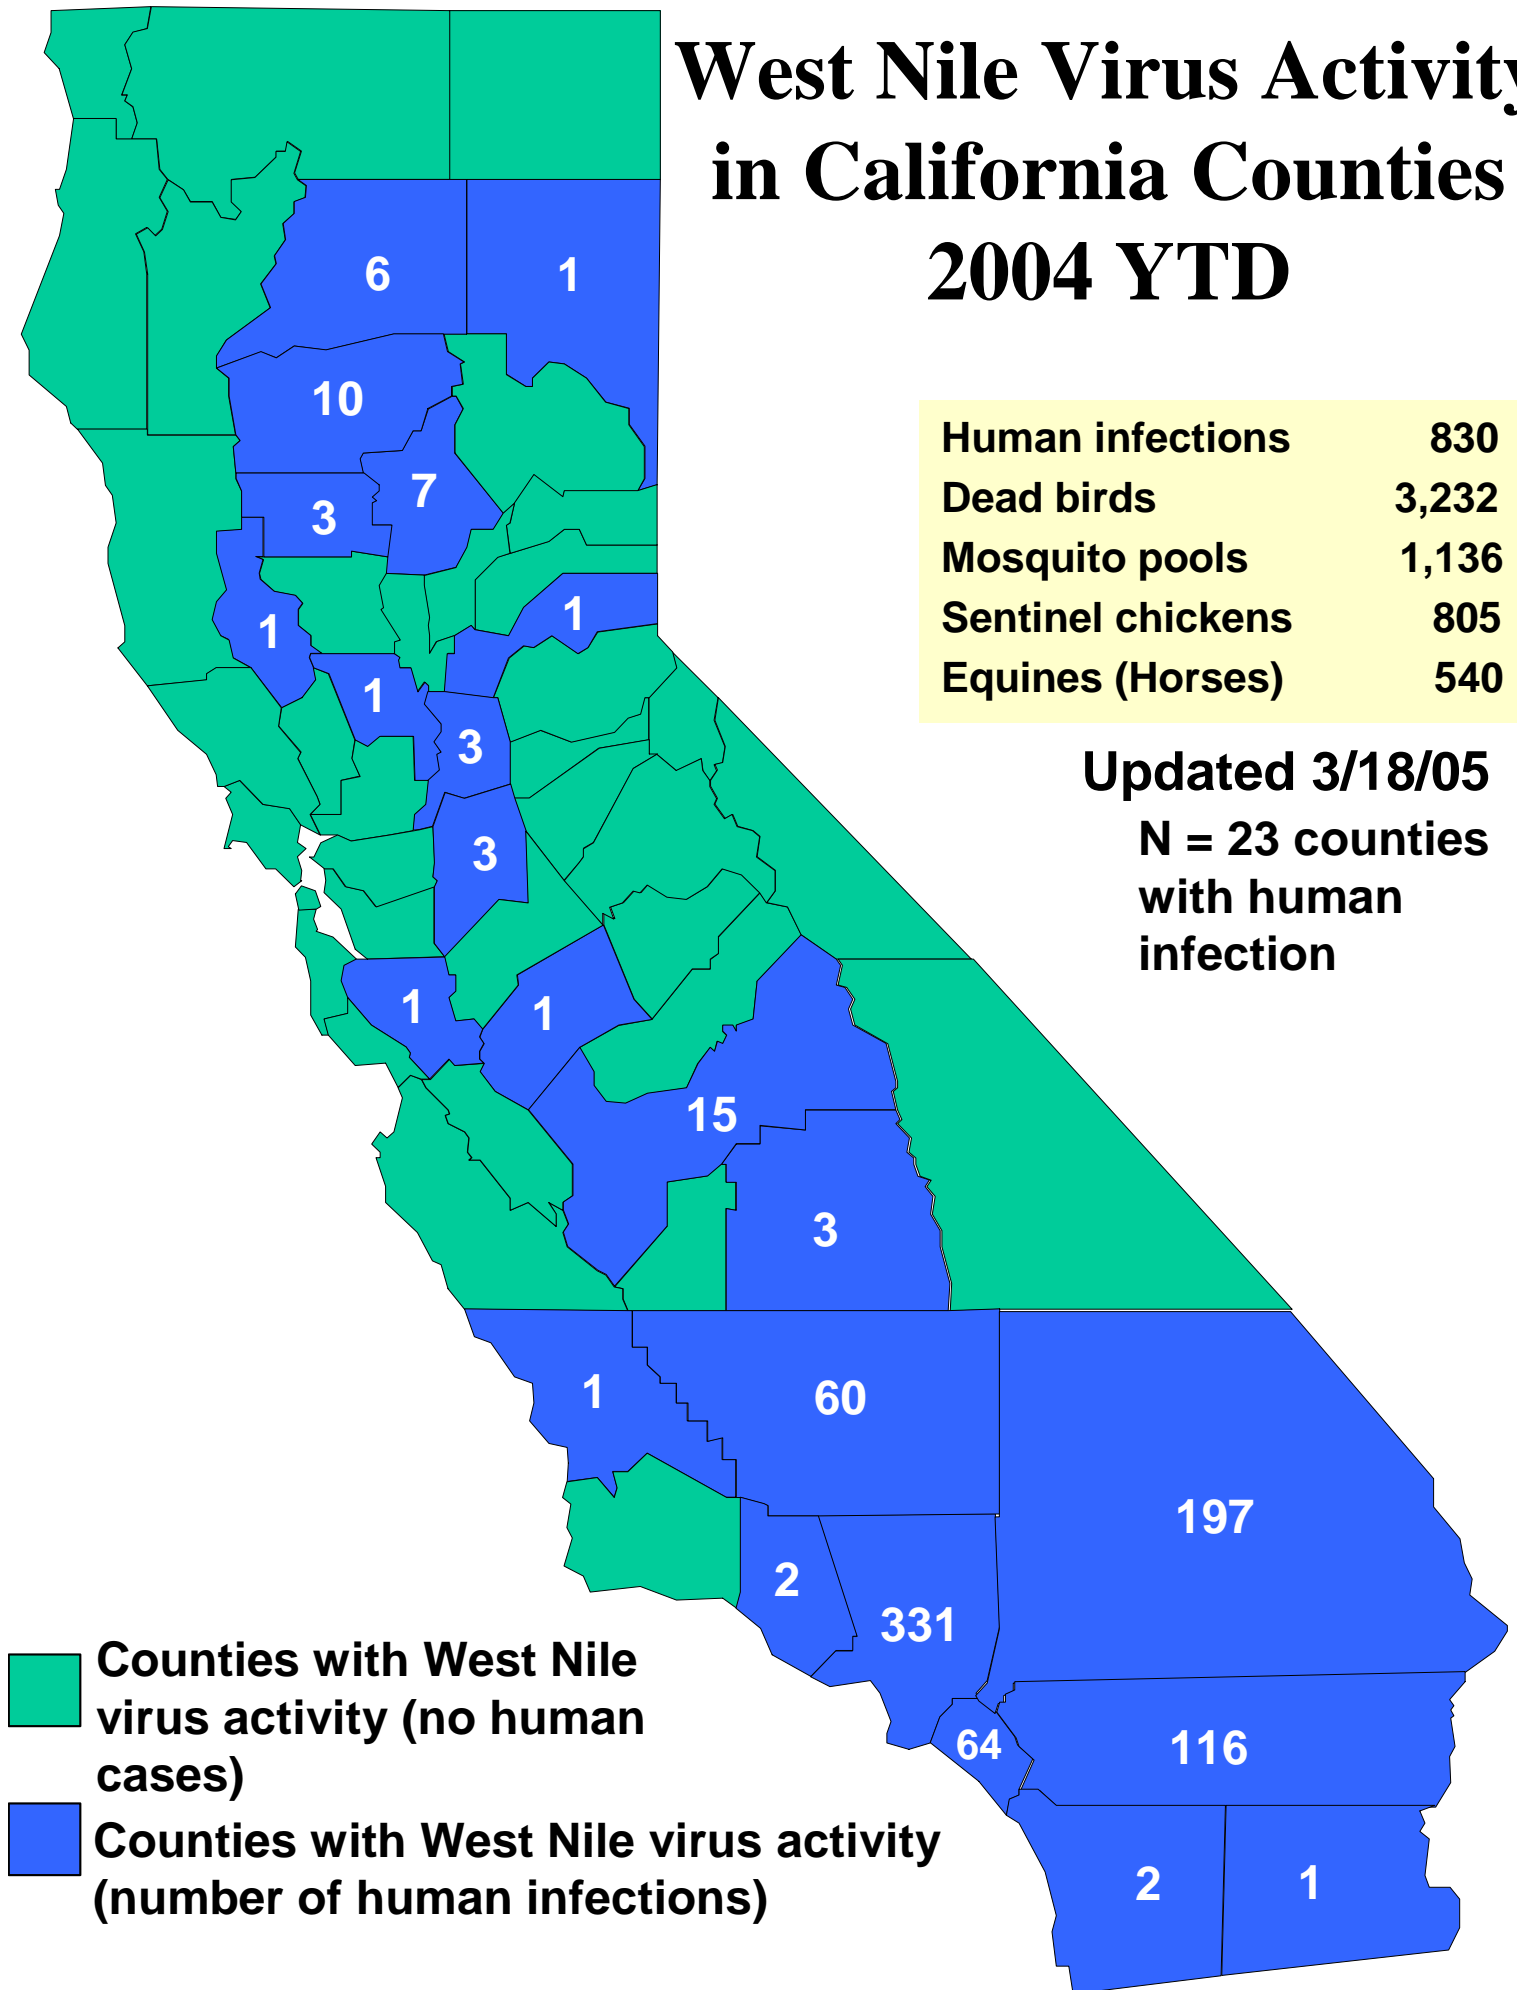 West Nile Virus Activity
in California Counties
2004 YTD
6
1
10
Human infections 830
7
Dead birds 3,232
3
Mosquito pools 1,136
1
1
Sentinel chickens 805
Equines (Horses) 540
1
3
Updated 3/18/05
3
N = 23 counties
with human
infection
1
1
15
3
1
60
197
2
331
Counties with West Nile
virus activity (no human
cases)
64
116
Counties with West Nile virus activity
(number of human infections)
2
1